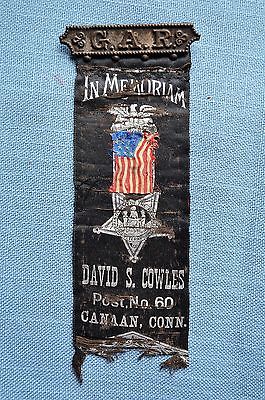 G.A.R.
IN MEMORIAM
DAVID S. COWLES
Post, No. 60
CANAAN, CONN.